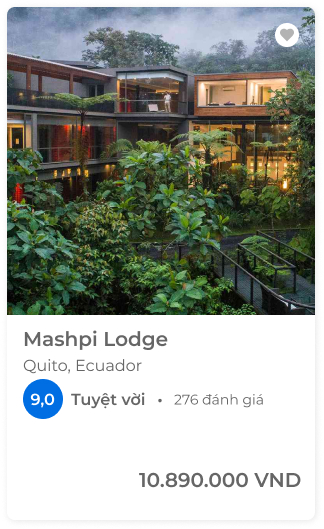 Mashpi Lodge
Quito, Ecuador
9,0 Tuyệt vời • 276 đánh giá
10.890.000 VND